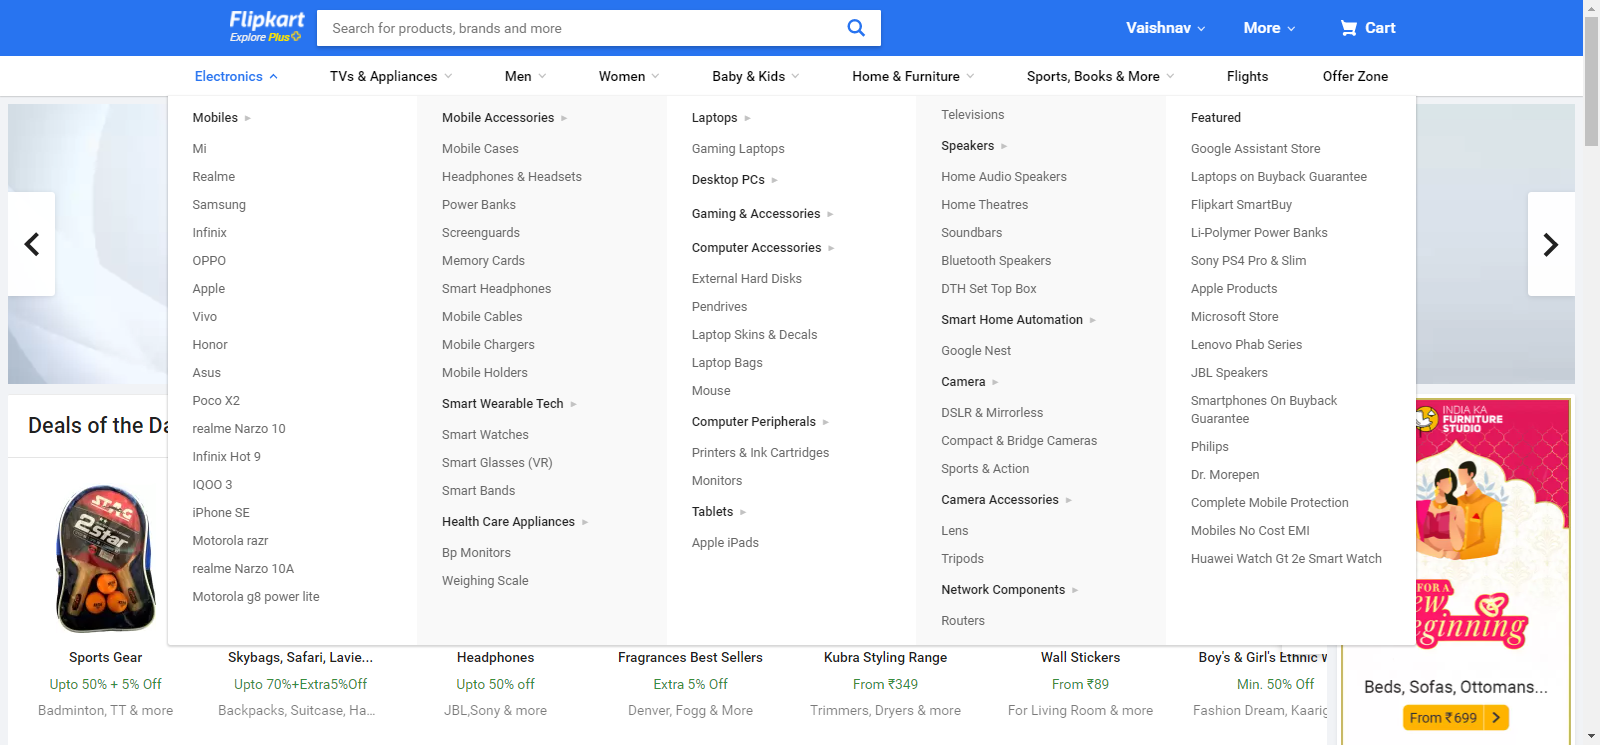 Flipkart
Explore Plus
Search for products, brands and more
Vaishnav
More
Cart
Electronics
TVs & Appliances
Men
Women
Baby & Kids
Home & Furniture
Sports, Books & More
Flights
Offer Zone
Mobiles
Mi
Realme
Samsung
Infinix
OPPO
Apple
Vivo
Honor
Asus
Poco X2
realme Narzo 10
Infinix Hot 9
IQOO 3
iPhone SE
Motorola razr
realme Narzo 10A
Motorola g8 power lite
Mobile Accessories
Mobile Cases
Headphones & Headsets
Power Banks
Screenguards
Memory Cards
Smart Headphones
Mobile Cables
Mobile Chargers
Mobile Holders
Smart Wearable Tech
Smart Watches
Smart Glasses (VR)
Smart Bands
Health Care Appliances
Bp Monitors
Weighing Scale
Laptops
Gaming Laptops
Desktop PCs
Gaming & Accessories
Computer Accessories
External Hard Disks
Pendrives
Laptop Skins & Decals
Laptop Bags
Mouse
Computer Peripherals
Printers & Ink Cartridges
Monitors
Tablets
Apple iPads
Televisions
Speakers
Home Audio Speakers
Home Theatres
Soundbars
Bluetooth Speakers
DTH Set Top Box
Smart Home Automation
Google Nest
Camera
DSLR & Mirrorless
Compact & Bridge Cameras
Sports & Action
Camera Accessories
Lens
Tripods
Network Components
Routers
Featured
Google Assistant Store
Laptops on Buyback Guarantee
Flipkart SmartBuy
Li-Polymer Power Banks
Sony PS4 Pro & Slim
Apple Products
Microsoft Store
Lenovo Phab Series
JBL Speakers
Smartphones On Buyback
Guarantee
Philips
Dr. Morepen
Complete Mobile Protection
Mobiles No Cost EMI
Huawei Watch Gt 2e Smart Watch
Deals of the Da
STAG
2 Star
Sports Gear
Upto 50% + 5% Off
Badminton, TT & more
Skybags, Safari, Lavie...
Upto 70%+Extra5%Off
Backpacks, Suitcase, Ha...
Headphones
Upto 50% off
JBL,Sony & more
Fragrances Best Sellers
Extra 5% Off
Denver, Fogg & More
Kubra Styling Range
From ₹349
Trimmers, Dryers & more
Wall Stickers
From ₹89
For Living Room & more
Boy's & Girl's Ethnic W
Min. 50% Off
Fashion Dream, Kaarig
INDIA KA
FURNITURE
STUDIO
FOR A
ew
eginning
Beds, Sofas, Ottomans...
From ₹699